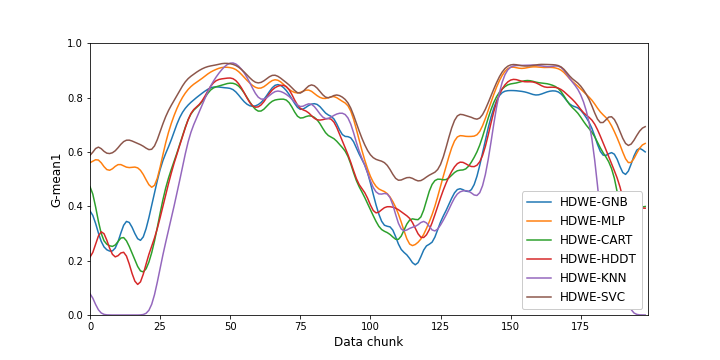 1.0
0.8
0.6
0.4
0.2
0.0
G-mean1
0 25 50 75 100 125 150 175
Data chunk
HDWE-GNB
HDWE-MLP
HDWE-CART
HDWE-HDDT
HDWE-KNN
HDWE-SVC